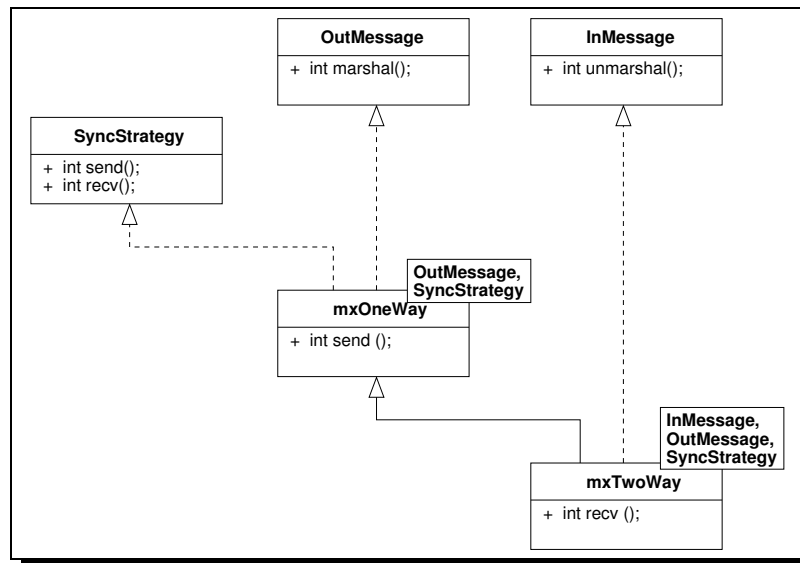 OutMessage
+ int marshal();
InMessage
+ int unmarshal();
SyncStrategy
+ int send();
+ int recv();
OutMessage,
SyncStrategy
mxOneWay
+ int send ();
InMessage,
OutMessage,
SyncStrategy
mxTwoWay
+ int recv ();